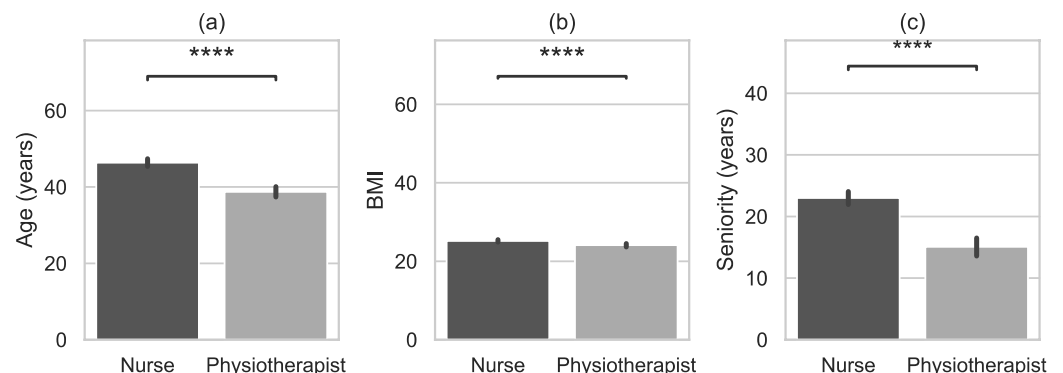 (a)
****
Age (years)
60
40
20
0
Nurse Physiotherapist
(b)
****
BMI
60
40
20
0
Nurse Physiotherapist
(c)
****
Seniority (years)
40
30
20
10
0
Nurse Physiotherapist